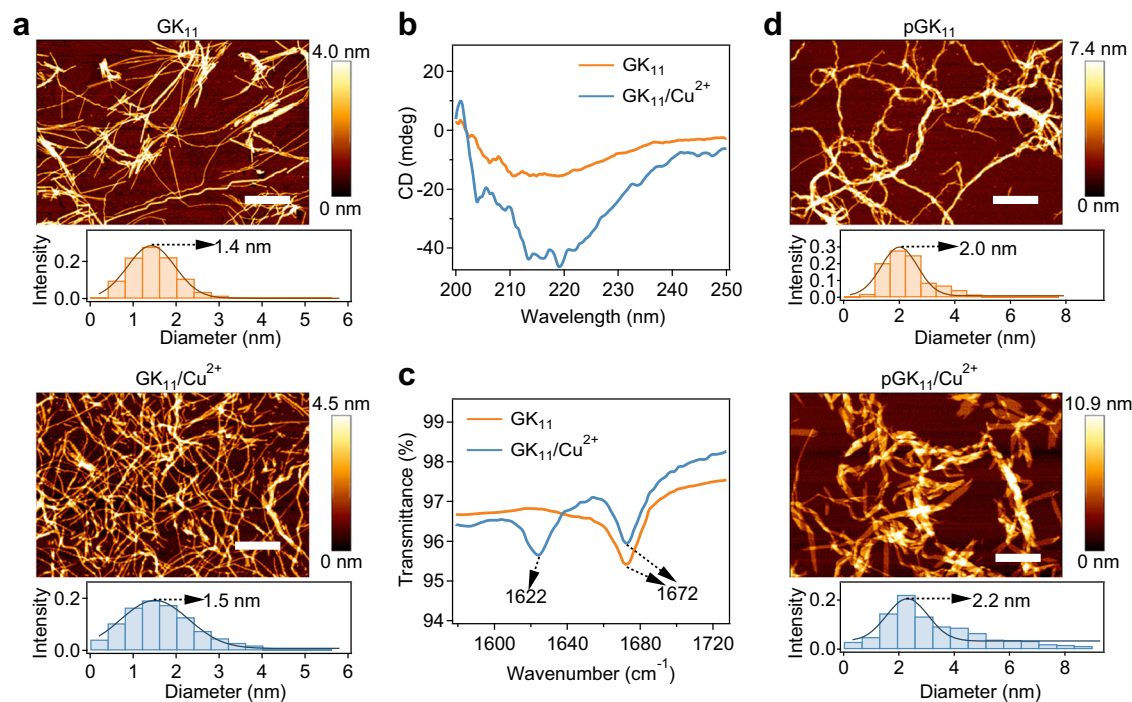 a
GK11
4.0 nm
0 nm
Intensity
0.2
0.0
1.4 nm
0 1 2 3 4 5 6
Diameter (nm)
GK11/Cu2+
4.5 nm
0 nm
Intensity
0.2
0.0
1.5 nm
0 1 2 3 4 5 6
Diameter (nm)
b
CD (mdeg)
20
0
-20
-40
GK11
GK11/Cu2+
200 210 220 230 240 250
Wavelength (nm)
c
Transmittance (%)
99
98
97
96
95
94
GK11
GK11/Cu2+
1622
1672
1600 1640 1680 1720
Wavenumber (cm-1)
d
pGK11
7.4 nm
0 nm
Intensity
0.3
0.2
0.1
0
2.0 nm
0 2 4 6 8
Diameter (nm)
pGK11/Cu2+
10.9 nm
0 nm
Intensity
0.2
0.0
2.2 nm
0 2 4 6 8
Diameter (nm)